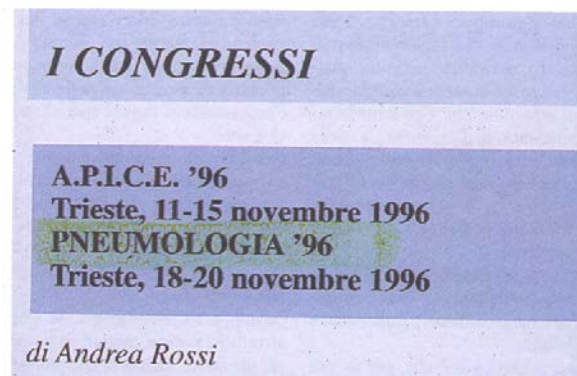 I CONGRESSI
A.P.I.C.E. ’96
Trieste, 11-15 novembre 1996
PNEUMOLOGIA ’96
Trieste, 18-20 novembre 1996
di Andrea Rossi